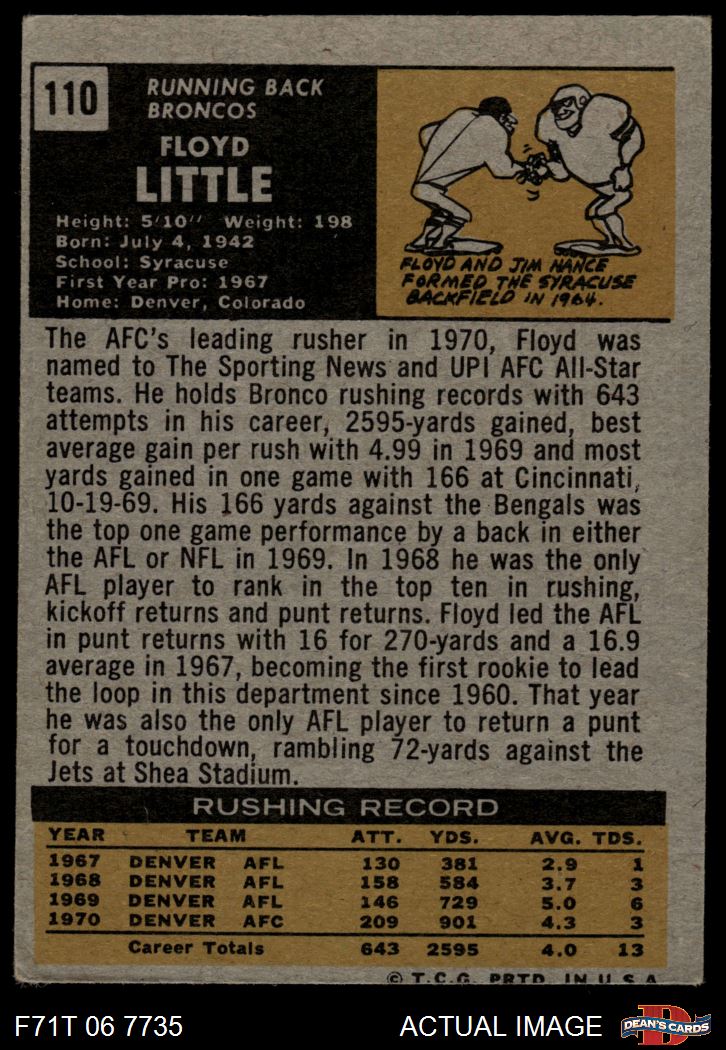 110
RUNNING BACK
BRONCOS
FLOYD
LITTLE
Height: 5'10" Weight: 198
Born: July 4, 1942
School: Syracuse
First Year Pro: 1967
Home: Denver, Colorado
FLOYD AND JIM NANCE
FORMED THE SYRACUSE
BACKFIELD IN 1964.
The AFC's leading rusher in 1970, Floyd was
named to The Sporting News and UPI AFC All-Star
teams. He holds Bronco rushing records with 643
attempts in his career, 2595-yards gained, best
average gain per rush with 4.99 in 1969 and most
yards gained in one game with 166 at Cincinnati,
10-19-69. His 166 yards against the Bengals was
the top one game performance by a back in either
the AFL or NFL in 1969. In 1968 he was the only
AFL player to rank in the top ten in rushing,
kickoff returns and punt returns. Floyd led the AFL
in punt returns with 16 for 270-yards and a 16.9
average in 1967, becoming the first rookie to lead
the loop in this department since 1960. That year
he was also the only AFL player to return a punt
for a touchdown, rambling 72-yards against the
Jets at Shea Stadium.
RUSHING RECORD
YEAR TEAM ATT. YDS. AVG. TDS.
1967 DENVER AFL 130 381 2.9 1
1968 DENVER AFL 158 584 3.7 3
1969 DENVER AFL 146 729 5.0 6
1970 DENVER AFC 209 901 4.3 3
Career Totals 643 2595 4.0 13
© T.C.G. PRTD. IN U.S.A.
F71T 06 7735
ACTUAL IMAGE
D
DEAN'S CARDS